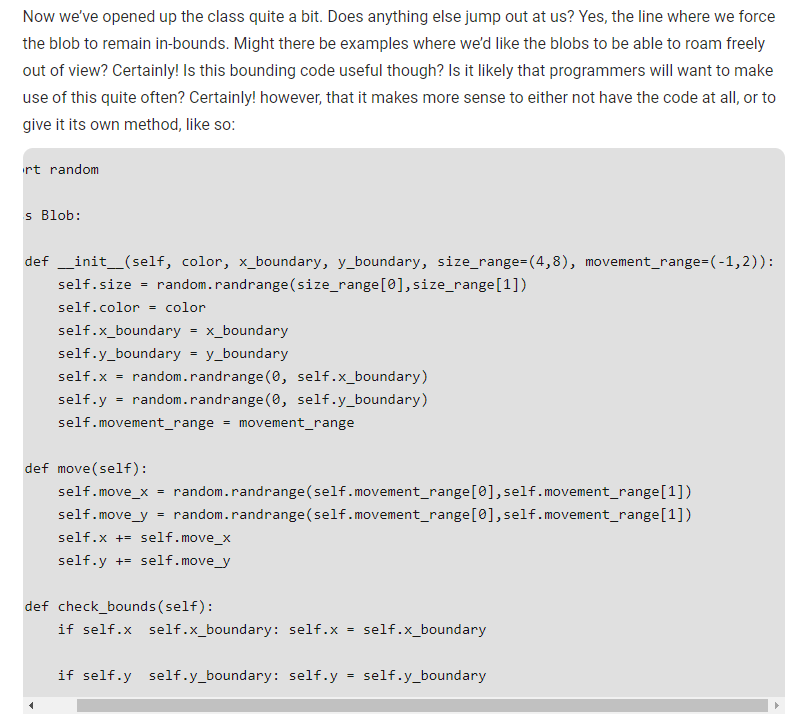 Now we've opened up the class quite a bit. Does anything else jump out at us? Yes, the line where we force
the blob to remain in-bounds. Might there be examples where we'd like the blobs to be able to roam freely
out of view? Certainly! Is this bounding code useful though? Is it likely that programmers will want to make
use of this quite often? Certainly! however, that it makes more sense to either not have the code at all, or to
give it its own method, like so:
rt random
s Blob:
def __init__(self, color, x_boundary, y_boundary, size_range=(4,8), movement_range=(-1,2)):
self.size = random.randrange(size_range[0],size_range[1])
self.color = color
self.x_boundary = x_boundary
self.y_boundary = y_boundary
self.x = random.randrange(0, self.x_boundary)
self.y = random.randrange(0, self.y_boundary)
self.movement_range = movement_range
def move(self):
self.move_x = random.randrange(self.movement_range[0],self.movement_range[1])
self.move_y = random.randrange(self.movement_range[0],self.movement_range[1])
self.x += self.move_x
self.y += self.move_y
def check_bounds(self):
if self.x  self.x_boundary: self.x = self.x_boundary
if self.y  self.y_boundary: self.y = self.y_boundary